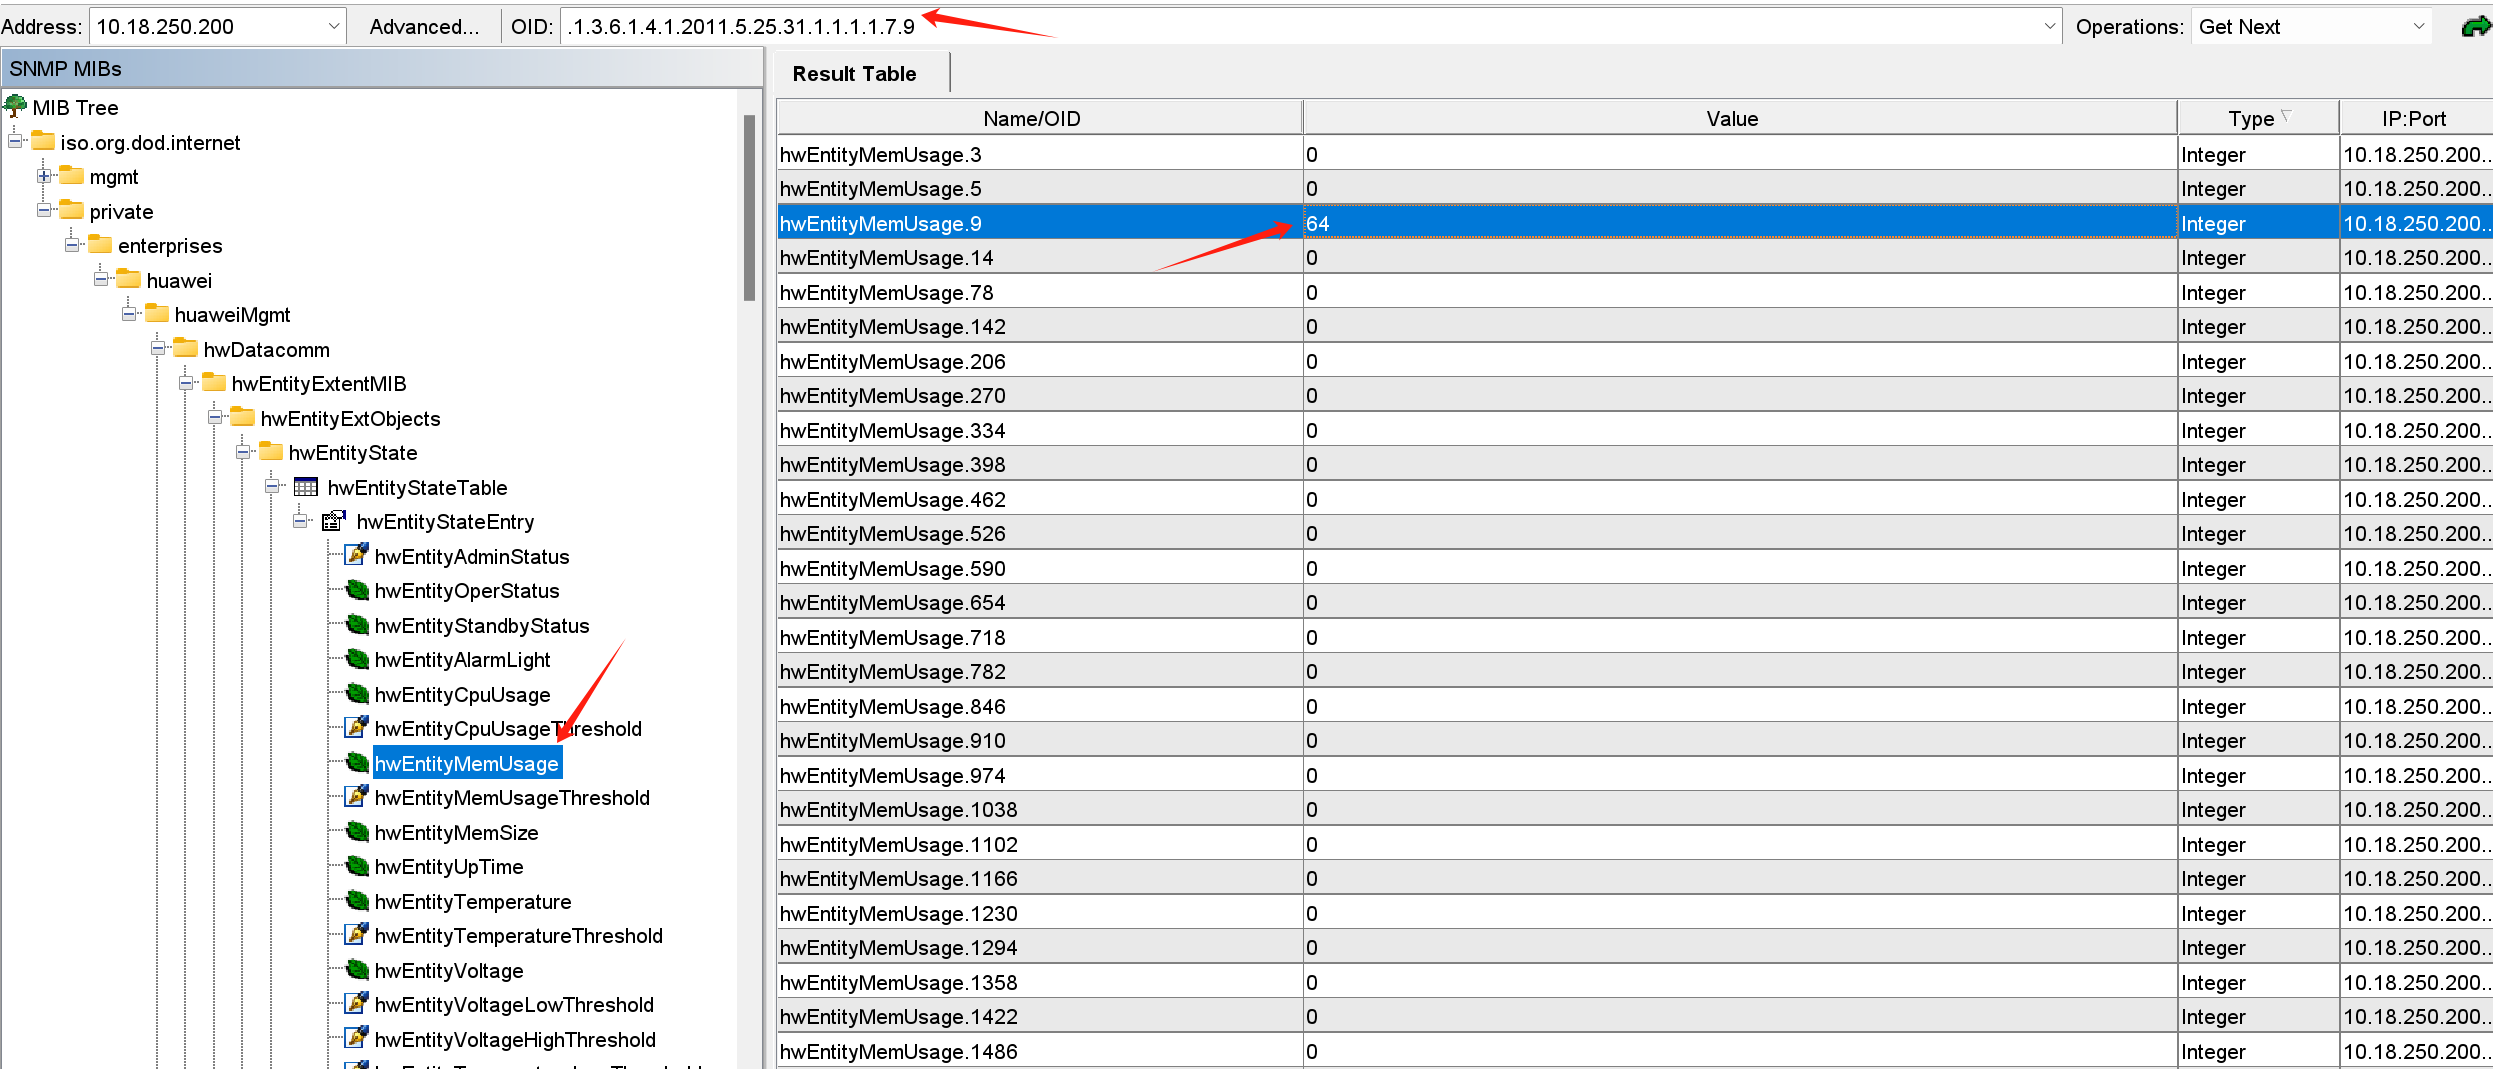 Address: 10.18.250.200 Advanced... OID: .1.3.6.1.4.1.2011.5.25.31.1.1.1.1.7.9 Operations: Get Next
SNMP MIBs
MIB Tree
iso.org.dod.internet
mgmt
private
enterprises
huawei
huaweiMgmt
hwDatacomm
hwEntityExtentMIB
hwEntityExtObjects
hwEntityState
hwEntityStateTable
hwEntityStateEntry
hwEntityAdminStatus
hwEntityOperStatus
hwEntityStandbyStatus
hwEntityAlarmLight
hwEntityCpuUsage
hwEntityCpuUsageThreshold
hwEntityMemUsage
hwEntityMemUsageThreshold
hwEntityMemSize
hwEntityUpTime
hwEntityTemperature
hwEntityTemperatureThreshold
hwEntityVoltage
hwEntityVoltageLowThreshold
hwEntityVoltageHighThreshold
Result Table
Name/OID Value Type IP:Port
hwEntityMemUsage.3 0 Integer 10.18.250.200..
hwEntityMemUsage.5 0 Integer 10.18.250.200..
hwEntityMemUsage.9 64 Integer 10.18.250.200..
hwEntityMemUsage.14 0 Integer 10.18.250.200..
hwEntityMemUsage.78 0 Integer 10.18.250.200..
hwEntityMemUsage.142 0 Integer 10.18.250.200..
hwEntityMemUsage.206 0 Integer 10.18.250.200..
hwEntityMemUsage.270 0 Integer 10.18.250.200..
hwEntityMemUsage.334 0 Integer 10.18.250.200..
hwEntityMemUsage.398 0 Integer 10.18.250.200..
hwEntityMemUsage.462 0 Integer 10.18.250.200..
hwEntityMemUsage.526 0 Integer 10.18.250.200..
hwEntityMemUsage.590 0 Integer 10.18.250.200..
hwEntityMemUsage.654 0 Integer 10.18.250.200..
hwEntityMemUsage.718 0 Integer 10.18.250.200..
hwEntityMemUsage.782 0 Integer 10.18.250.200..
hwEntityMemUsage.846 0 Integer 10.18.250.200..
hwEntityMemUsage.910 0 Integer 10.18.250.200..
hwEntityMemUsage.974 0 Integer 10.18.250.200..
hwEntityMemUsage.1038 0 Integer 10.18.250.200..
hwEntityMemUsage.1102 0 Integer 10.18.250.200..
hwEntityMemUsage.1166 0 Integer 10.18.250.200..
hwEntityMemUsage.1230 0 Integer 10.18.250.200..
hwEntityMemUsage.1294 0 Integer 10.18.250.200..
hwEntityMemUsage.1358 0 Integer 10.18.250.200..
hwEntityMemUsage.1422 0 Integer 10.18.250.200..
hwEntityMemUsage.1486 0 Integer 10.18.250.200..